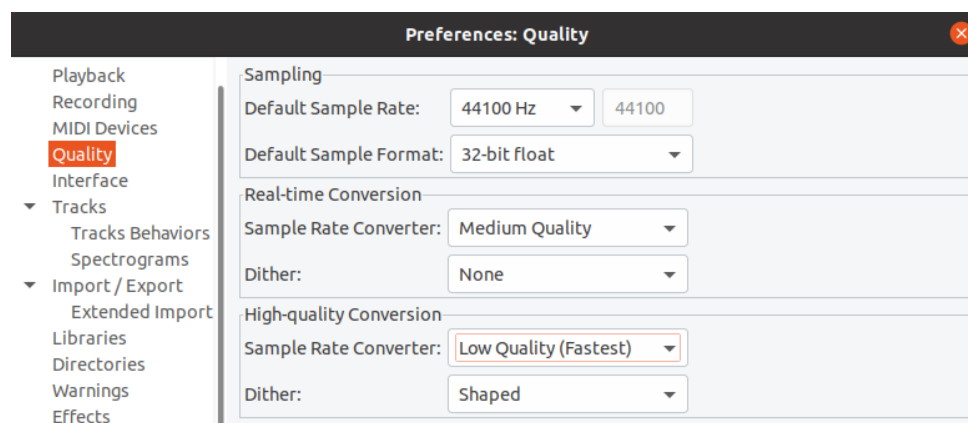 Preferences: Quality
Playback
Recording
MIDI Devices
Quality
Interface
Tracks
Tracks Behaviors
Spectrograms
Import / Export
Extended Import
Libraries
Directories
Warnings
Effects
Sampling
Default Sample Rate: 44100 Hz 44100
Default Sample Format: 32-bit float
Real-time Conversion
Sample Rate Converter: Medium Quality
Dither: None
High-quality Conversion
Sample Rate Converter: Low Quality (Fastest)
Dither: Shaped